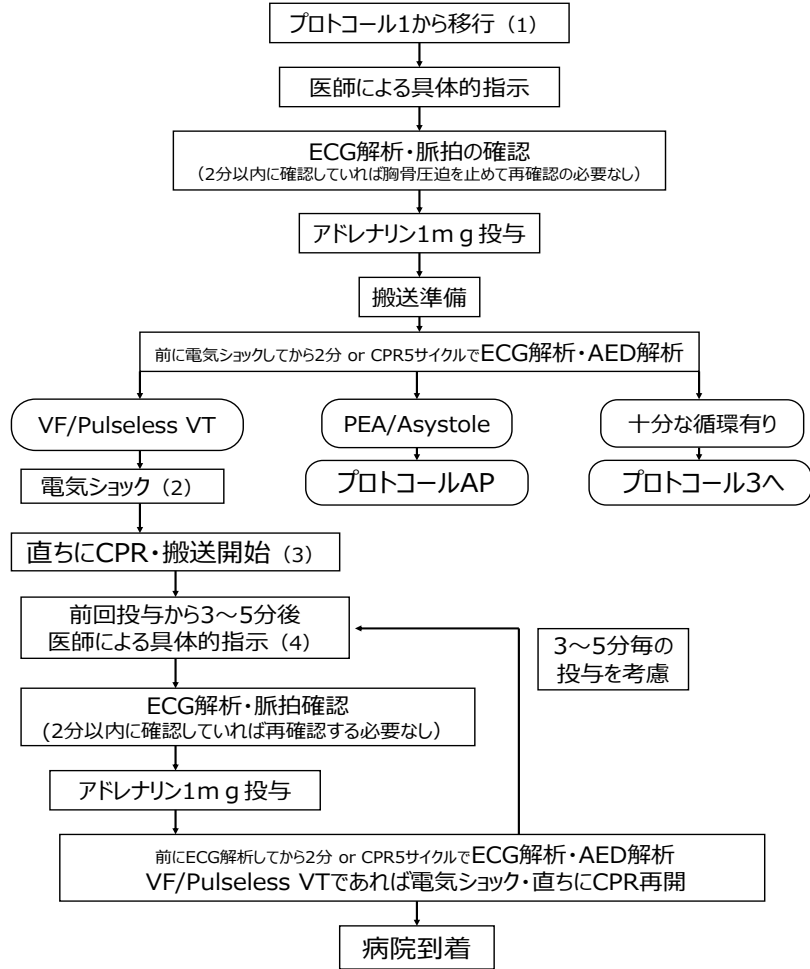 プロトコール1から移行（1）
医師による具体的指示
ECG解析・脈拍の確認
（2分以内に確認していれば胸骨圧迫を止めて再確認の必要なし）
アドレナリン1ｍｇ投与
搬送準備
前に電気ショックしてから2分 or CPR5サイクルでECG解析・AED解析
VF/Pulseless VT
PEA/Asystole
十分な循環有り
電気ショック（2）
プロトコールAP
プロトコール3へ
直ちにCPR・搬送開始（3）
前回投与から3～5分後
医師による具体的指示（4）
3～5分毎の
投与を考慮
ECG解析・脈拍確認
(2分以内に確認していれば再確認する必要なし）
アドレナリン1ｍｇ投与
前にECG解析してから2分 or CPR5サイクルでECG解析・AED解析
VF/Pulseless VTであれば電気ショック・直ちにCPR再開
病院到着